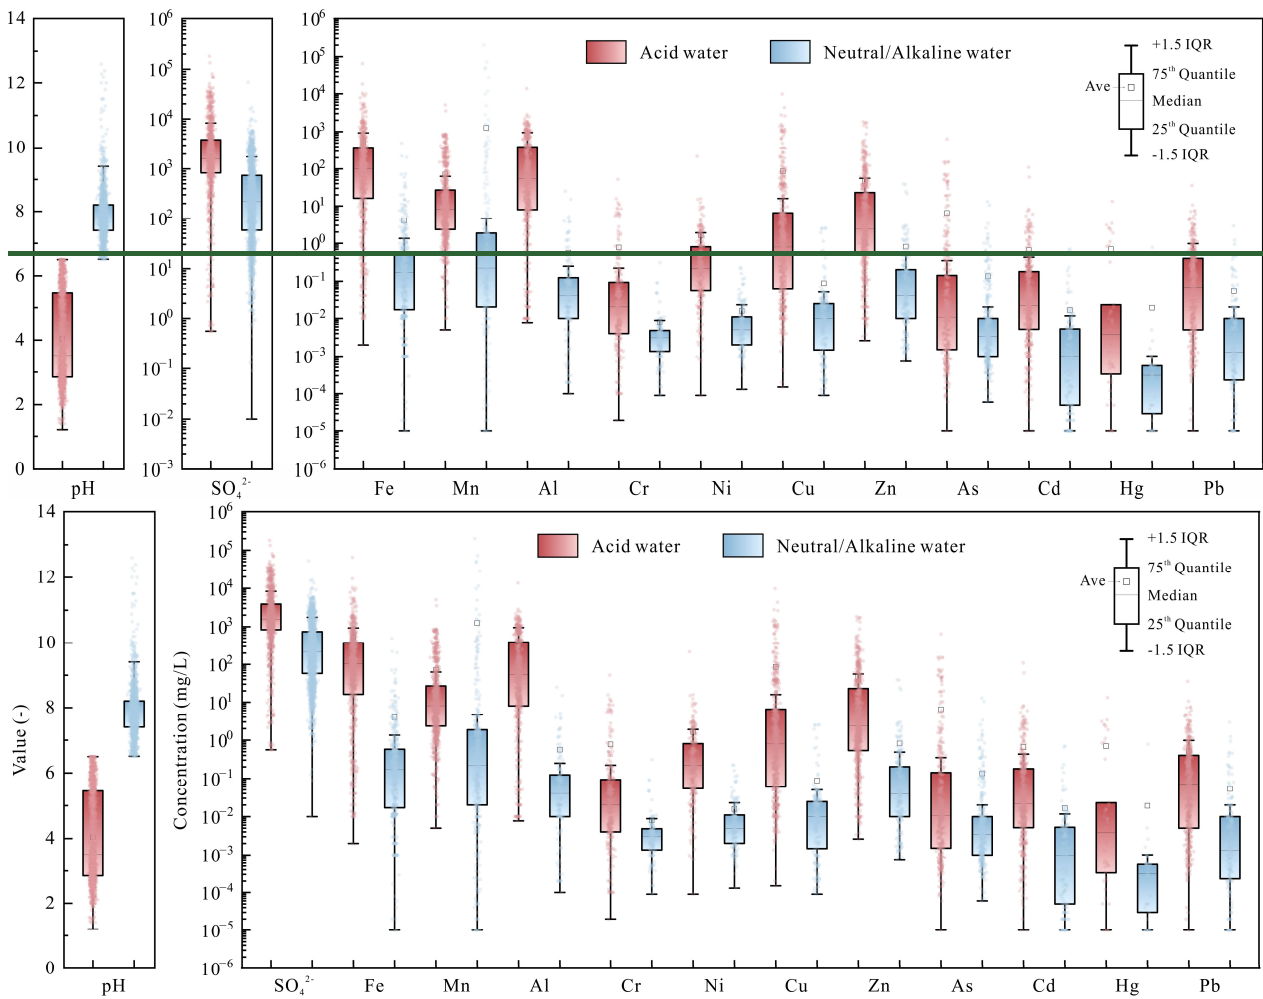 14
12
10
8
6
4
2
0
pH
10^6
10^5
10^4
10^3
10^2
10^1
10^0
10^-1
10^-2
10^-3
SO₄²⁻
10^6
10^5
10^4
10^3
10^2
10^1
10^0
10^-1
10^-2
10^-3
10^-4
10^-5
10^-6
Acid water
Neutral/Alkaline water
+1.5 IQR
75th Quantile
Ave
Median
25th Quantile
-1.5 IQR
Fe Mn Al Cr Ni Cu Zn As Cd Hg Pb
Value (-)
14
12
10
8
6
4
2
0
pH
Concentration (mg/L)
10^6
10^5
10^4
10^3
10^2
10^1
10^0
10^-1
10^-2
10^-3
10^-4
10^-5
10^-6
Acid water
Neutral/Alkaline water
+1.5 IQR
75th Quantile
Ave
Median
25th Quantile
-1.5 IQR
SO₄²⁻ Fe Mn Al Cr Ni Cu Zn As Cd Hg Pb